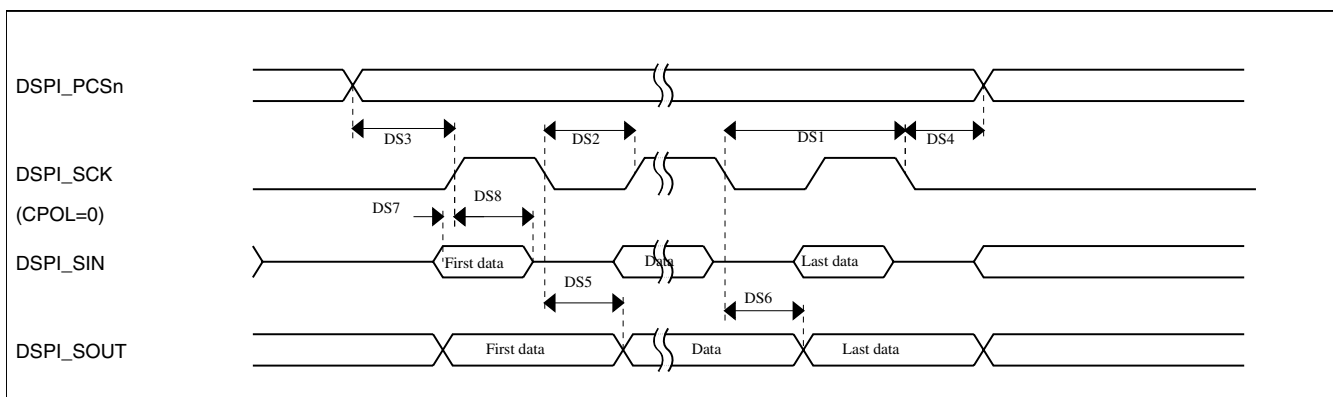 DSPI_PCSn
DS3
DS2
DS1
DS4
DSPI_SCK
(CPOL=0)
DS7
DS8
DSPI_SIN
First data
Data
Last data
DS5
DS6
DSPI_SOUT
First data
Data
Last data